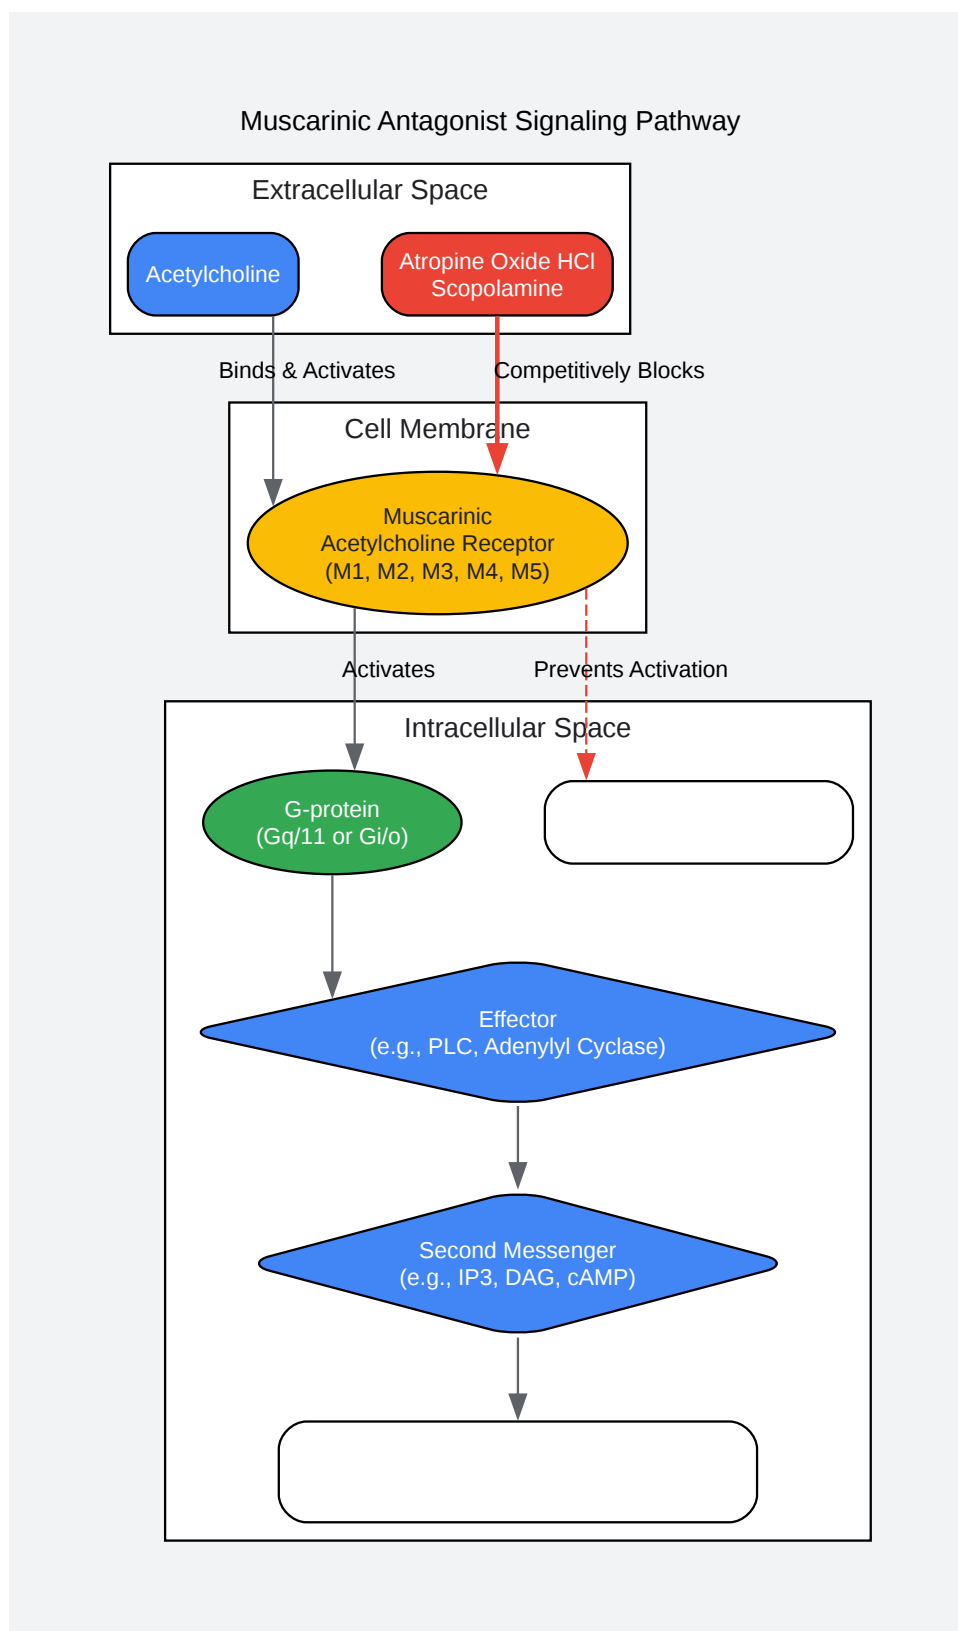 Muscarinic Antagonist Signaling Pathway
Extracellular Space
Acetylcholine
Atropine Oxide HCl
Scopolamine
Binds & Activates
Competitively Blocks
Cell Membrane
Muscarinic
Acetylcholine Receptor
(M1, M2, M3, M4, M5)
Activates
Prevents Activation
Intracellular Space
G-protein
(Gq/11 or Gi/o)
Effector
(e.g., PLC, Adenylyl Cyclase)
Second Messenger
(e.g., IP3, DAG, cAMP)